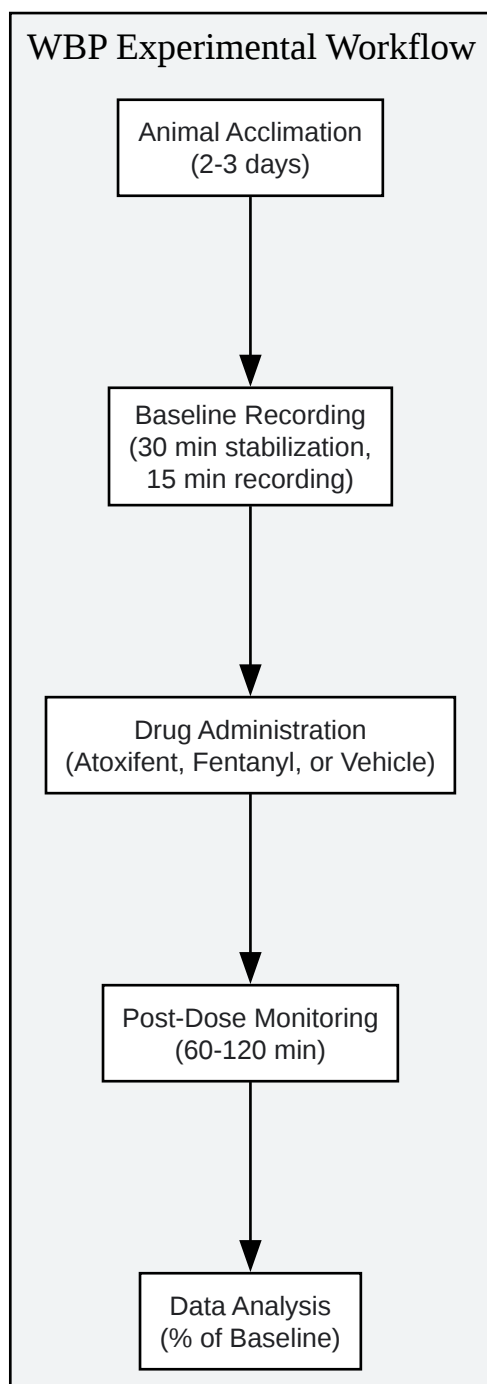 WBP Experimental Workflow
Animal Acclimation
(2-3 days)
Baseline Recording
(30 min stabilization,
15 min recording)
Drug Administration
(Atoxifent, Fentanyl, or Vehicle)
Post-Dose Monitoring
(60-120 min)
Data Analysis
(% of Baseline)